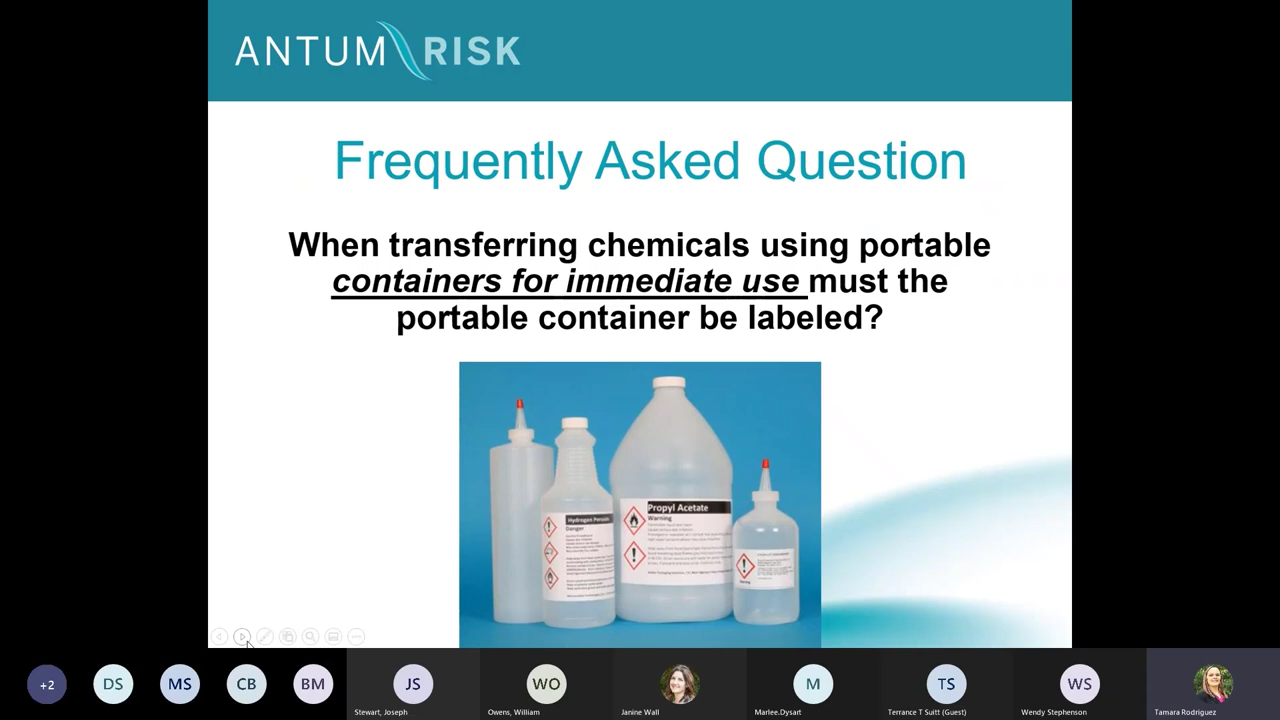 ANTUM RISK
Frequently Asked Question
When transferring chemicals using portable
containers for immediate use must the
portable container be labeled?
Propyl Acetate
Warning
Hydrogen
Danger
+2
DS
MS
CB
BM
JS
WO
M
TS
WS
Stewart, Joseph
Owens, William
Janine Wall
Marlee.Dysart
Terrance T Suitt (Guest)
Wendy Stephenson
Tamara Rodriguez